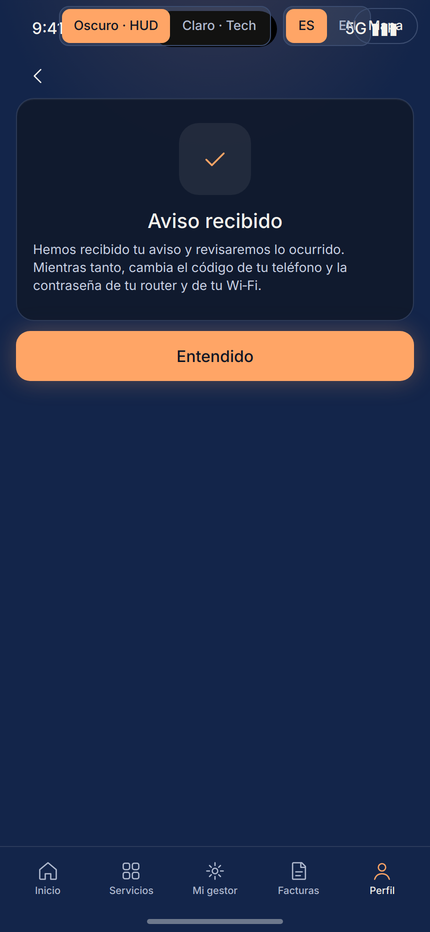 9:41
Oscuro · HUD
Claro · Tech
ES
EN
5G
Mapa
Aviso recibido
Hemos recibido tu aviso y revisaremos lo ocurrido.
Mientras tanto, cambia el código de tu teléfono y la
contraseña de tu router y de tu Wi-Fi.
Entendido
Inicio
Servicios
Mi gestor
Facturas
Perfil